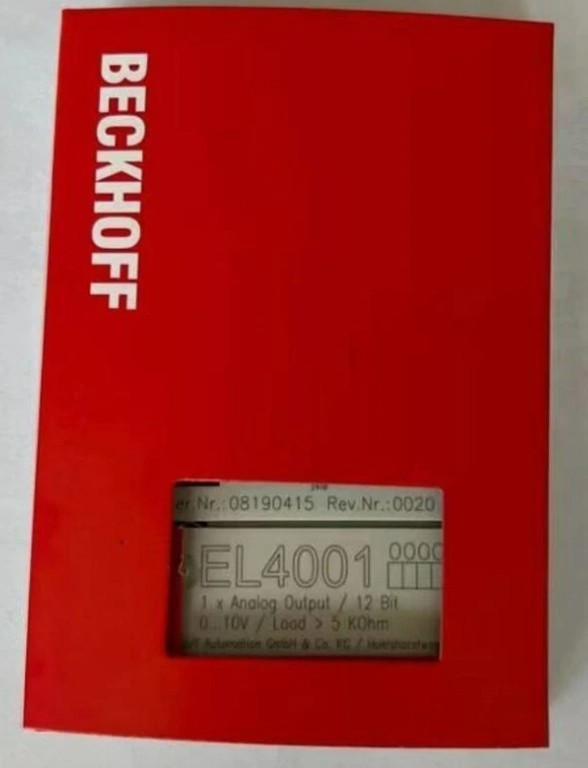 BECKHOFF
er.Nr.:08190415 Rev.Nr.:0020
EL4001
1 x Analog Output / 12 Bit
0...10V / Load > 5 KOhm
Automation GmbH & Co. KG /